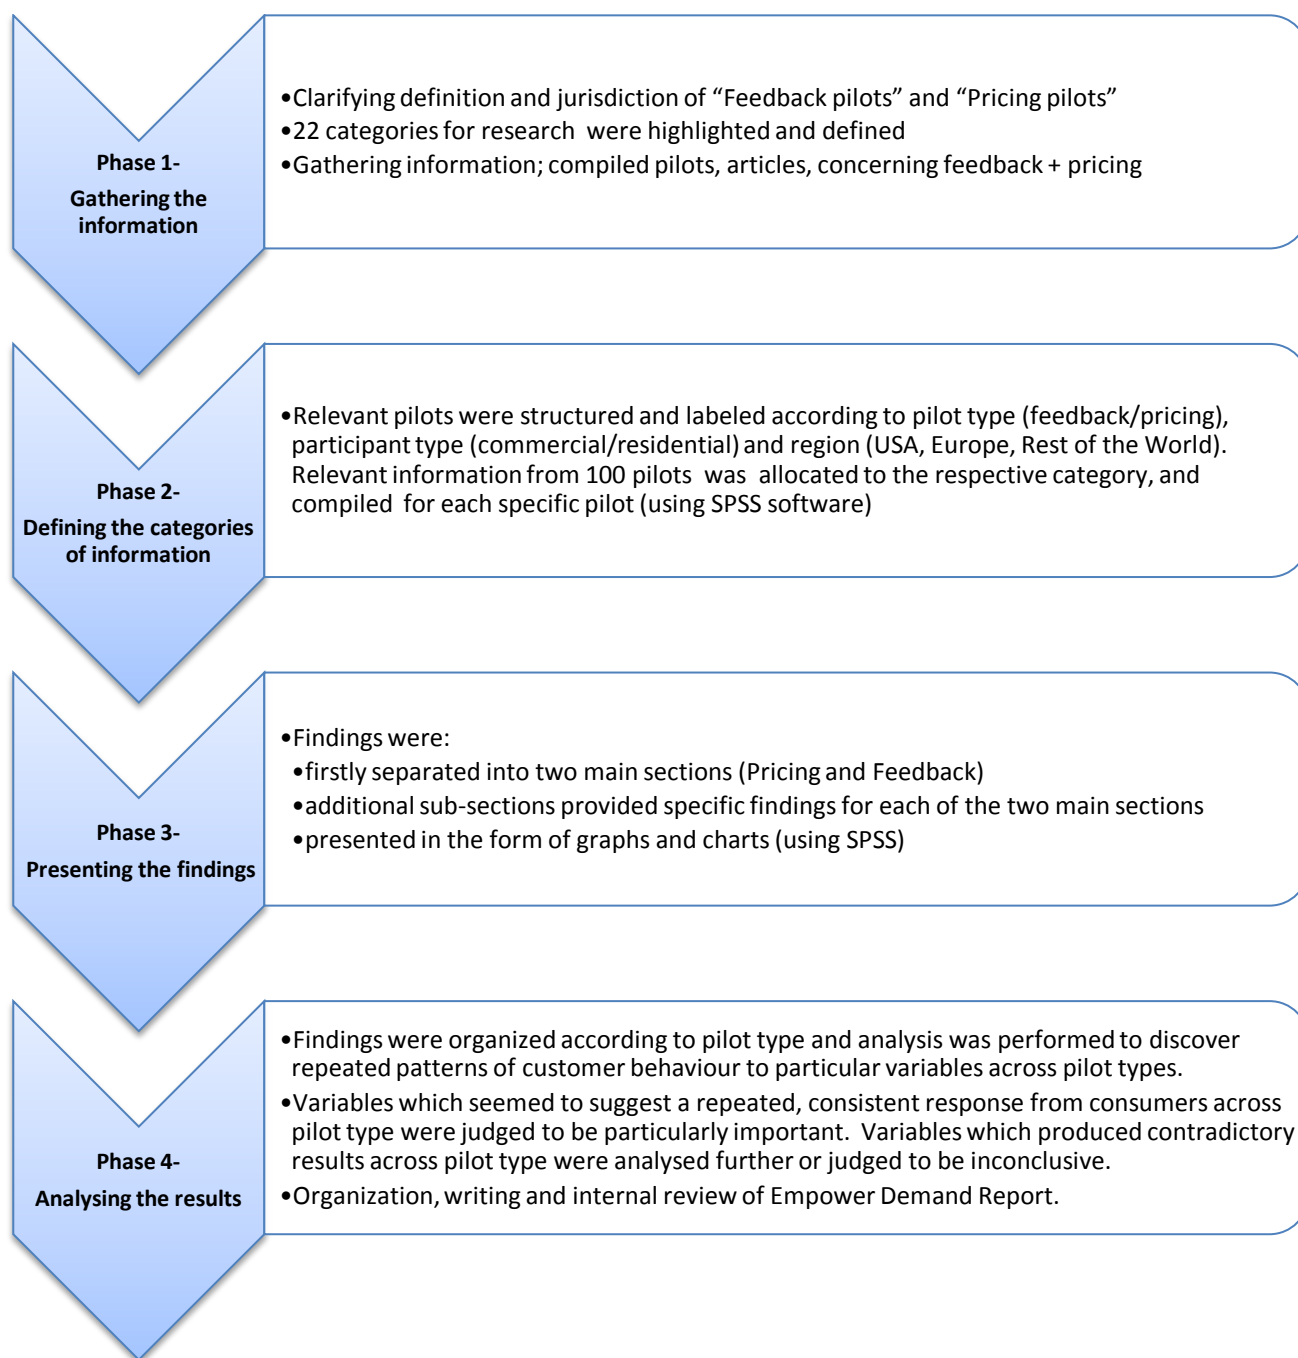 Phase 1-
Gathering the
information
•Clarifying definition and jurisdiction of “Feedback pilots” and “Pricing pilots”
•22 categories for research were highlighted and defined
•Gathering information; compiled pilots, articles, concerning feedback + pricing
Phase 2-
Defining the categories
of information
•Relevant pilots were structured and labeled according to pilot type (feedback/pricing),
participant type (commercial/residential) and region (USA, Europe, Rest of the World).
Relevant information from 100 pilots was allocated to the respective category, and
compiled for each specific pilot (using SPSS software)
Phase 3-
Presenting the findings
•Findings were:
•firstly separated into two main sections (Pricing and Feedback)
•additional sub-sections provided specific findings for each of the two main sections
•presented in the form of graphs and charts (using SPSS)
Phase 4-
Analysing the results
•Findings were organized according to pilot type and analysis was performed to discover
repeated patterns of customer behaviour to particular variables across pilot types.
•Variables which seemed to suggest a repeated, consistent response from consumers across
pilot type were judged to be particularly important. Variables which produced contradictory
results across pilot type were analysed further or judged to be inconclusive.
•Organization, writing and internal review of Empower Demand Report.